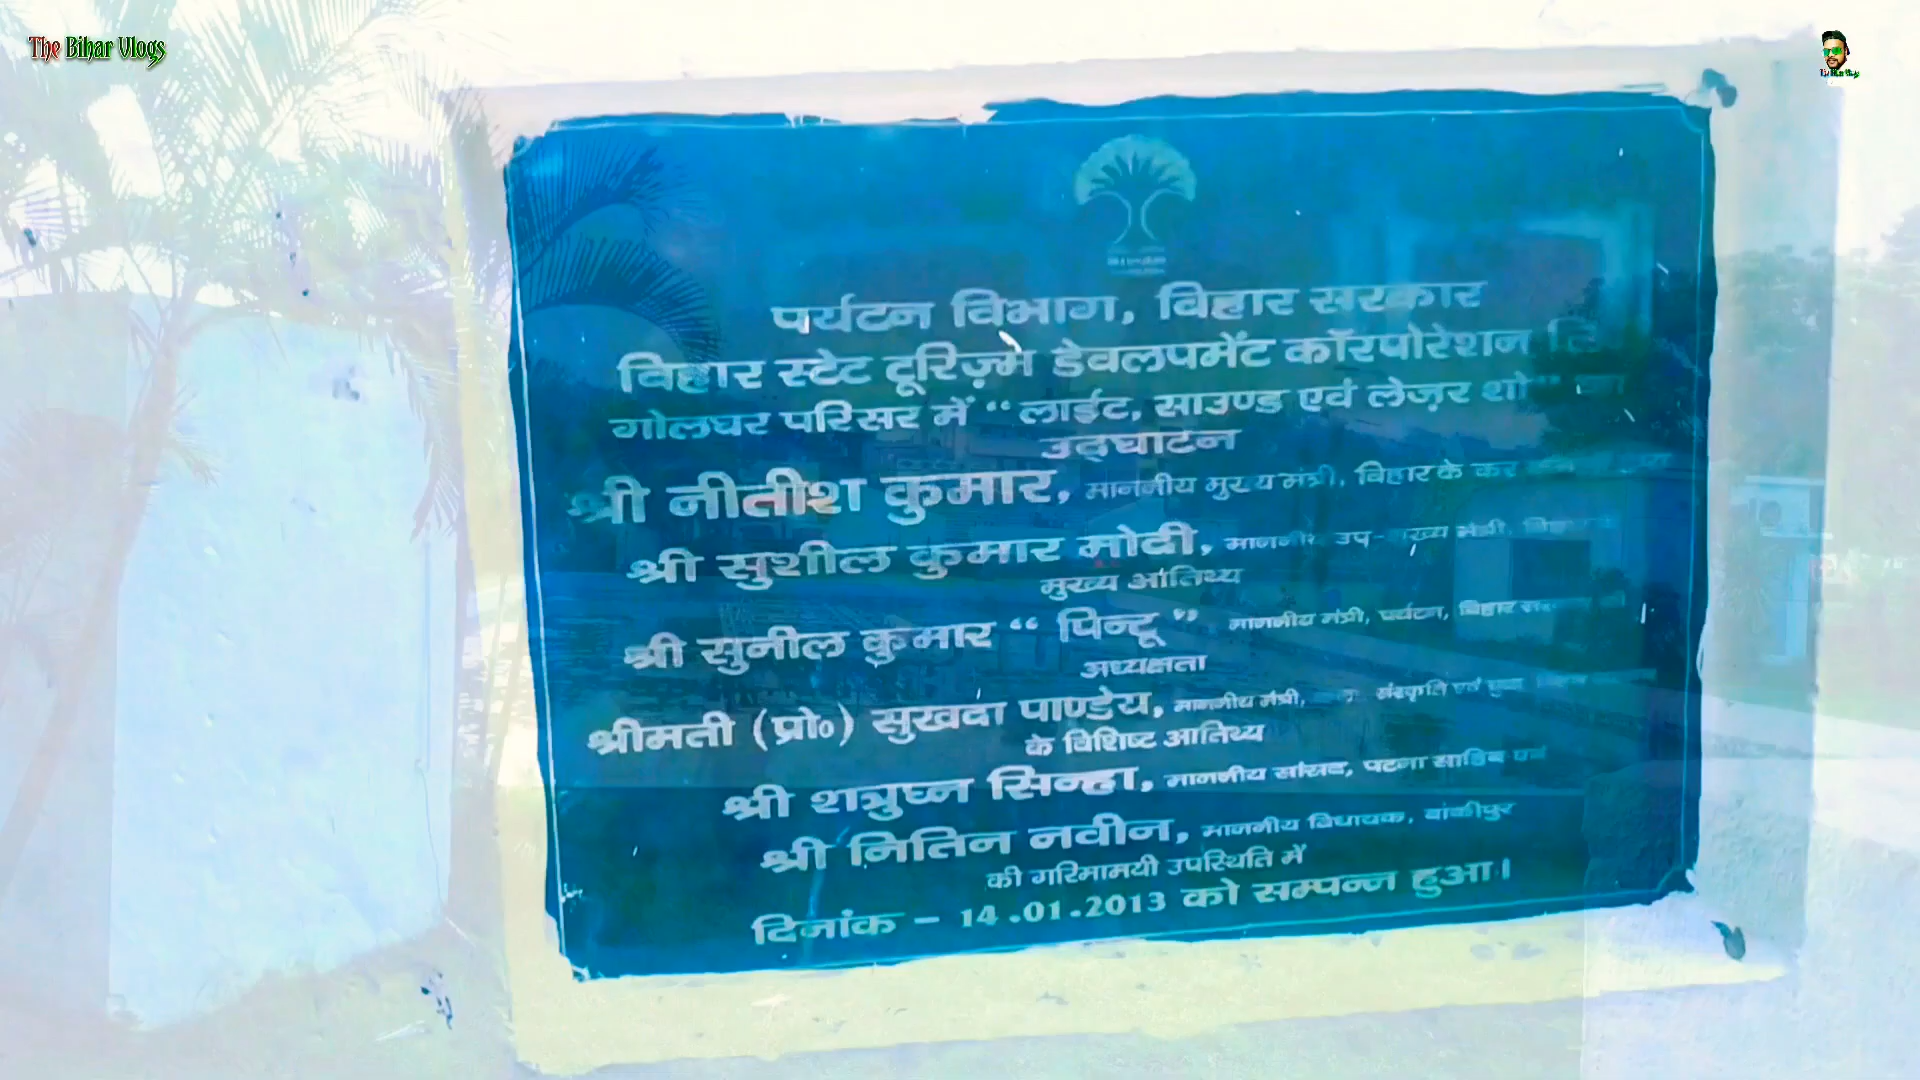 The Bihar Vlogs
पर्यटन विभाग, बिहार सरकार
बिहार स्टेट टूरिज़्म डेवलपमेंट कॉरपोरेशन लि
गोलघर परिसर में “लाईट, साउण्ड एवं लेज़र शो” का
उद्घाटन
श्री नीतीश कुमार, माननीय मुख्य मंत्री, बिहार के कर
श्री सुशील कुमार मोदी, माननीय उप-मुख्य मंत्री,
मुख्य आतिथ्य
श्री सुनील कुमार “ पिन्टू ” माननीय मंत्री, पर्यटन, बिहार
अध्यक्षता
श्रीमती (प्रो०) सुखदा पाण्डेय, माननीय मंत्री, संस्कृति एवं
के विशिष्ट आतिथ्य
श्री शत्रुघ्न सिन्हा, माननीय सांसद, पटना साहिब एवं
श्री नितिन नवीन, माननीय विधायक, बांकीपुर
की गरिमामयी उपस्थिति में
दिनांक - 14.01.2013 को सम्पन्न हुआ।